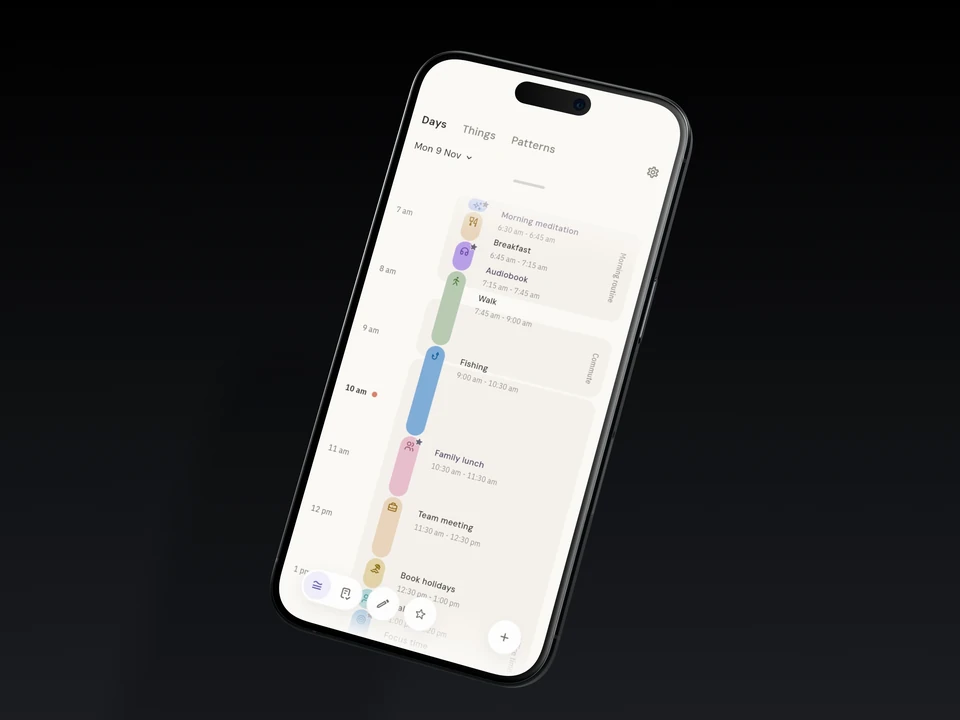 Days Things Patterns
Mon 9 Nov
7 am
Morning meditation
6:30 am - 6:45 am
Breakfast
6:45 am - 7:15 am
Audiobook
7:15 am - 7:45 am
Morning routine
8 am
Walk
7:45 am - 9:00 am
9 am
Fishing
9:00 am - 10:30 am
Commute
10 am
11 am
Family lunch
10:30 am - 11:30 am
12 pm
Team meeting
11:30 am - 12:30 pm
1 pm
Book holidays
12:30 pm - 1:00 pm
Focus time